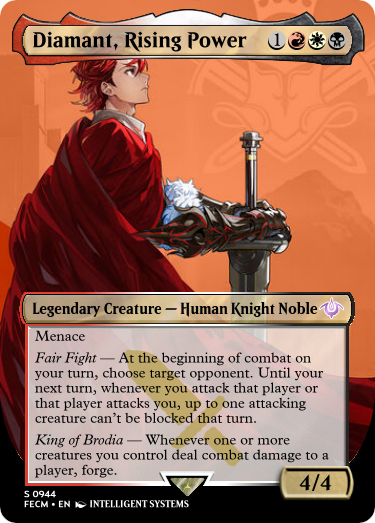 Diamant, Rising Power 1
Legendary Creature — Human Knight Noble
Menace
Fair Fight — At the beginning of combat on
your turn, choose target opponent. Until your
next turn, whenever you attack that player or
that player attacks you, up to one attacking
creature can't be blocked that turn.
King of Brodia — Whenever one or more
creatures you control deal combat damage to a
player, forge.
4/4
S 0944
FECM • EN INTELLIGENT SYSTEMS